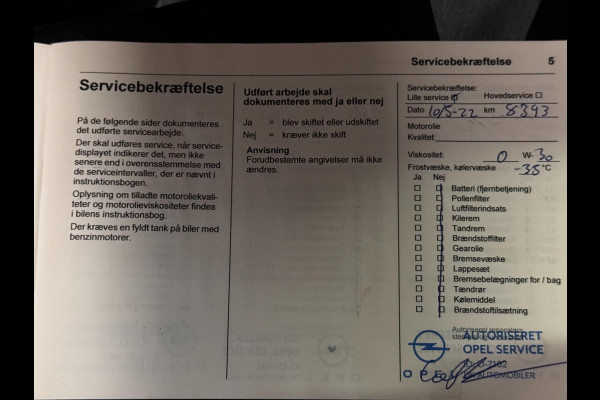 Servicebekræftelse 5
Servicebekræftelse
På de følgende sider dokumenteres
det udførte servicearbejde.
Der skal udføres service, når service-
displayet indikerer det, men ikke
senere end i overensstemmelse med
de serviceintervaller, der er nævnt i
instruktionsbogen.
Oplysning om tilladte motoroliekvali-
teter og motorolieviskositeter findes
i bilens instruktionsbog.
Der kræves en fyldt tank på biler med
benzinmotorer.
Udført arbejde skal
dokumenteres med ja eller nej
Ja = blev skiftet eller udskiftet
Nej = kræver ikke skift
Anvisning
Forudbestemte angivelser må ikke
ændres.
Servicebekræftelse:
Lille service Hovedservice
Dato 10/5-22 km 8393
Motorolie
Kvalitet:
Viskositet: 0 W-30
Frostvæske, kølervæske -38°C
Ja Nej
Batteri (fjernbetjening)
Pollenfilter
Luftfilterindsats
Kilerem
Tandrem
Brændstoffilter
Gearolie
Bremsevæske
Lappesæt
Bremsebelægninger for / bag
Tændrør
Kølemiddel
Brændstoftilsætning
AUTORISERET
OPEL SERVICE
OPEL
AUTOMOBILER